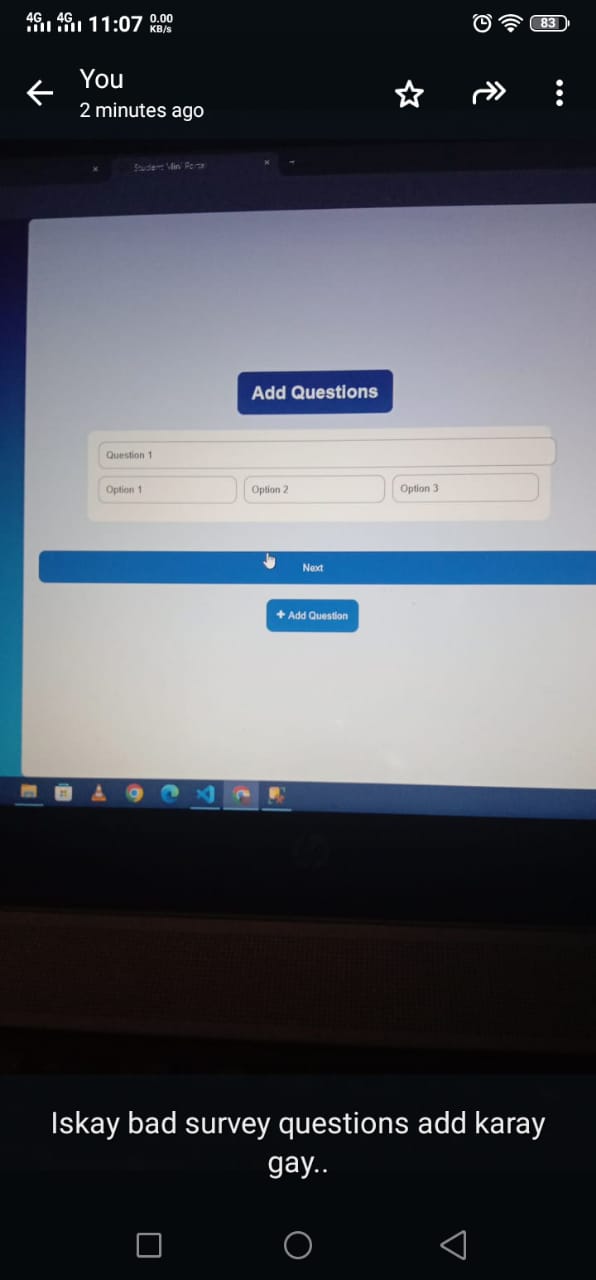 4G 4G 11:07 0.00 KB/s 83
You
2 minutes ago
Student Mini Portal
Add Questions
Question 1
Option 1 Option 2 Option 3
Next
+ Add Question
Iskay bad survey questions add karay
gay..